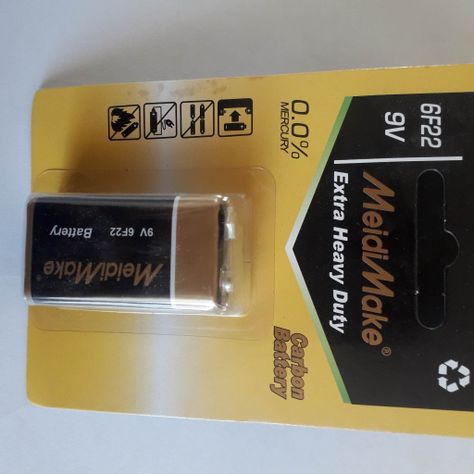 6F22
9V
MeidiMake®
Extra Heavy Duty
0.0%
MERCURY
Carbon
Battery
MeidiMake®
9V 6F22
Battery